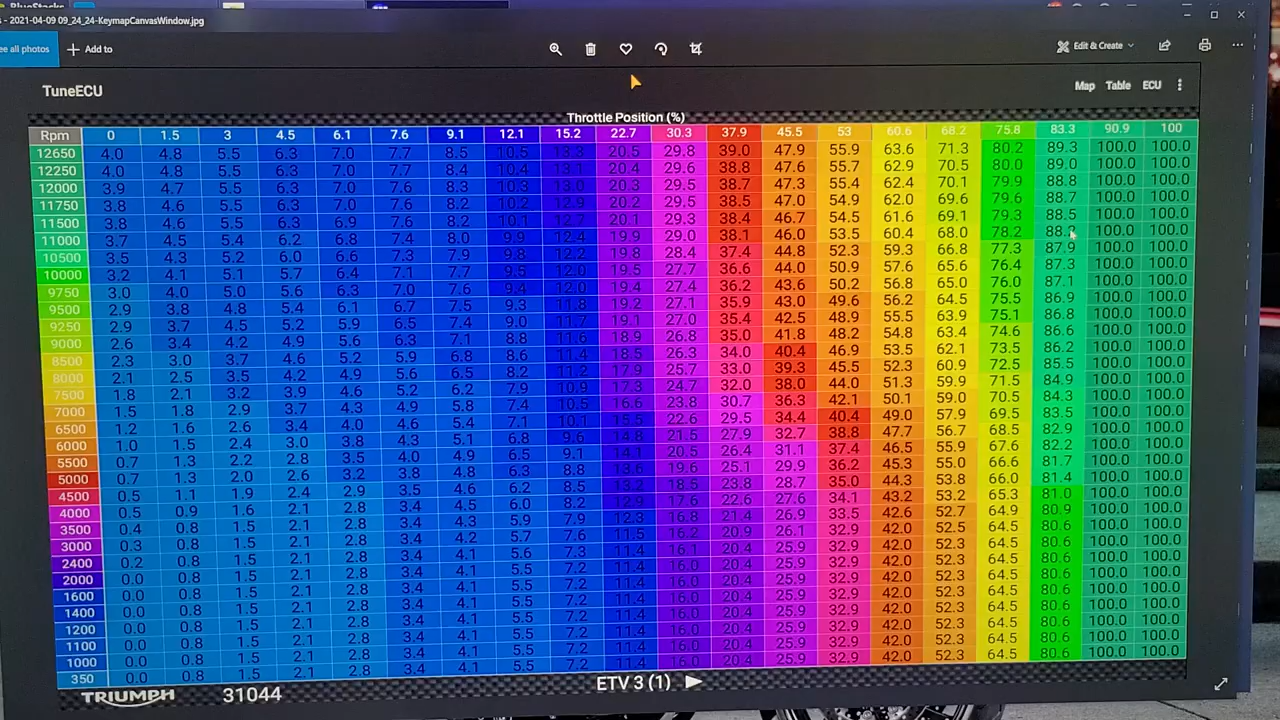 - 2021-04-09 09_24_24-KeymapCanvasWindow.jpg
all photos + Add to Edit & Create
TuneECU Map Table ECU
Throttle Position (%)
Rpm 0 1.5 3 4.5 6.1 7.6 9.1 12.1 15.2 22.7 30.3 37.9 45.5 53 60.6 68.2 75.8 83.3 90.9 100
12650 4.0 4.8 5.5 6.3 7.0 7.7 8.5 10.5 13.3 20.5 29.8 39.0 47.9 55.9 63.6 71.3 80.2 89.3 100.0 100.0
12250 4.0 4.8 5.5 6.3 7.0 7.7 8.4 10.4 13.1 20.4 29.6 38.8 47.6 55.7 62.9 70.5 80.0 89.0 100.0 100.0
12000 3.9 4.7 5.5 6.3 7.0 7.6 8.3 10.3 13.0 20.3 29.5 38.7 47.3 55.4 62.4 70.1 79.9 88.8 100.0 100.0
11750 3.8 4.6 5.5 6.3 7.0 7.6 8.2 10.2 12.9 20.2 29.5 38.5 47.0 54.9 62.0 69.6 79.6 88.7 100.0 100.0
11500 3.8 4.6 5.5 6.3 6.9 7.6 8.2 10.1 12.7 20.1 29.3 38.4 46.7 54.5 61.6 69.1 79.3 88.5 100.0 100.0
11000 3.7 4.5 5.4 6.2 6.8 7.4 8.0 9.9 12.4 19.9 29.0 38.1 46.0 53.5 60.4 68.0 78.2 100.0 100.0
10500 3.5 4.3 5.2 6.0 6.6 7.3 7.9 9.8 12.2 19.8 28.4 37.4 44.8 52.3 59.3 66.8 77.3 87.9 100.0 100.0
10000 3.2 4.1 5.1 5.7 6.4 7.1 7.7 9.5 12.0 19.5 27.7 36.6 44.0 50.9 57.6 65.6 76.4 87.3 100.0 100.0
9750 3.0 4.0 5.0 5.6 6.3 7.0 7.6 9.4 12.0 19.4 27.4 36.2 43.6 50.2 56.8 65.0 76.0 87.1 100.0 100.0
9500 2.9 3.8 4.8 5.4 6.1 6.7 7.5 9.3 11.8 19.2 27.1 35.9 43.0 49.6 56.2 64.5 75.5 86.9 100.0 100.0
9250 2.9 3.7 4.5 5.2 5.9 6.5 7.4 9.0 11.7 19.1 27.0 35.4 42.5 48.9 55.5 63.9 75.1 86.8 100.0 100.0
9000 2.6 3.4 4.2 4.9 5.6 6.3 7.1 8.8 11.6 18.9 26.8 35.0 41.8 48.2 54.8 63.4 74.6 86.6 100.0 100.0
8500 2.3 3.0 3.7 4.6 5.2 5.9 6.8 8.6 11.4 18.5 26.3 34.0 40.4 46.9 53.5 62.1 73.5 86.2 100.0 100.0
8000 2.1 2.5 3.5 4.2 4.9 5.6 6.5 8.2 11.2 17.9 25.7 33.0 39.3 45.5 52.3 60.9 72.5 85.5 100.0 100.0
7500 1.8 2.1 3.2 3.9 4.6 5.2 6.2 7.9 10.9 17.3 24.7 32.0 38.0 44.0 51.3 59.9 71.5 84.9 100.0 100.0
7000 1.5 1.8 2.9 3.7 4.3 4.9 5.8 7.4 10.5 16.6 23.8 30.7 36.3 42.1 50.1 59.0 70.5 84.3 100.0 100.0
6500 1.2 1.6 2.6 3.4 4.0 4.6 5.4 7.1 10.1 15.5 22.6 29.5 34.4 40.4 49.0 57.9 69.5 83.5 100.0 100.0
6000 1.0 1.5 2.4 3.0 3.8 4.3 5.1 6.8 9.6 14.8 21.5 27.9 32.7 38.8 47.7 56.7 68.5 82.9 100.0 100.0
5500 0.7 1.3 2.2 2.8 3.5 4.0 4.9 6.5 9.1 14.1 20.5 26.4 31.1 37.4 46.5 55.9 67.6 82.2 100.0 100.0
5000 0.7 1.3 2.0 2.6 3.2 3.8 4.8 6.3 8.8 13.6 19.6 25.1 29.9 36.2 45.3 55.0 66.6 81.7 100.0 100.0
4500 0.5 1.1 1.9 2.4 2.9 3.5 4.6 6.2 8.5 13.2 18.5 23.8 28.7 35.0 44.3 53.8 66.0 81.4 100.0 100.0
4000 0.5 0.9 1.6 2.1 2.8 3.4 4.4 6.0 8.2 12.9 17.6 22.6 27.6 34.1 43.2 53.2 65.3 81.0 100.0 100.0
3500 0.4 0.8 1.5 2.1 2.8 3.4 4.3 5.9 7.9 12.3 16.8 21.4 26.9 33.5 42.6 52.7 64.9 80.9 100.0 100.0
3000 0.3 0.8 1.5 2.1 2.8 3.4 4.2 5.7 7.6 11.5 16.2 20.9 26.1 32.9 42.0 52.5 64.5 80.6 100.0 100.0
2400 0.2 0.8 1.5 2.1 2.8 3.4 4.1 5.6 7.3 11.4 16.1 20.4 25.9 32.9 42.0 52.3 64.5 80.6 100.0 100.0
2000 0.0 0.8 1.5 2.1 2.8 3.4 4.1 5.5 7.2 11.4 16.0 20.4 25.9 32.9 42.0 52.3 64.5 80.6 100.0 100.0
1600 0.0 0.8 1.5 2.1 2.8 3.4 4.1 5.5 7.2 11.4 16.0 20.4 25.9 32.9 42.0 52.3 64.5 80.6 100.0 100.0
1400 0.0 0.8 1.5 2.1 2.8 3.4 4.1 5.5 7.2 11.4 16.0 20.4 25.9 32.9 42.0 52.3 64.5 80.6 100.0 100.0
1200 0.0 0.8 1.5 2.1 2.8 3.4 4.1 5.5 7.2 11.4 16.0 20.4 25.9 32.9 42.0 52.3 64.5 80.6 100.0 100.0
1100 0.0 0.8 1.5 2.1 2.8 3.4 4.1 5.5 7.2 11.4 16.0 20.4 25.9 32.9 42.0 52.3 64.5 80.6 100.0 100.0
1000 0.0 0.8 1.5 2.1 2.8 3.4 4.1 5.5 7.2 11.4 16.0 20.4 25.9 32.9 42.0 52.3 64.5 80.6 100.0 100.0
350 0.0 0.8 1.5 2.1 2.8 3.4 4.1 5.5 7.2 11.4 16.0 20.4 25.9 32.9 42.0 52.3 64.5 80.6 100.0 100.0
TRIUMPH 31044 ETV 3 (1)